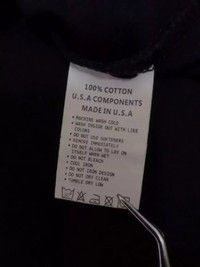 100% COTTON
U.S.A COMPONENTS
MADE IN U.S.A
• MACHINE WASH COLD
• WASH INSIDE OUT WITH LIKE
COLORS
• DO NOT USE SOFTENERS
• REMOVE IMMEDIATELY
• DO NOT ALLOW TO LAY ON
ITSELF WHEN WET
• DO NOT BLEACH
• COOL IRON
• DO NOT IRON DESIGN
• DO NOT DRY CLEAN
• TUMBLE DRY LOW